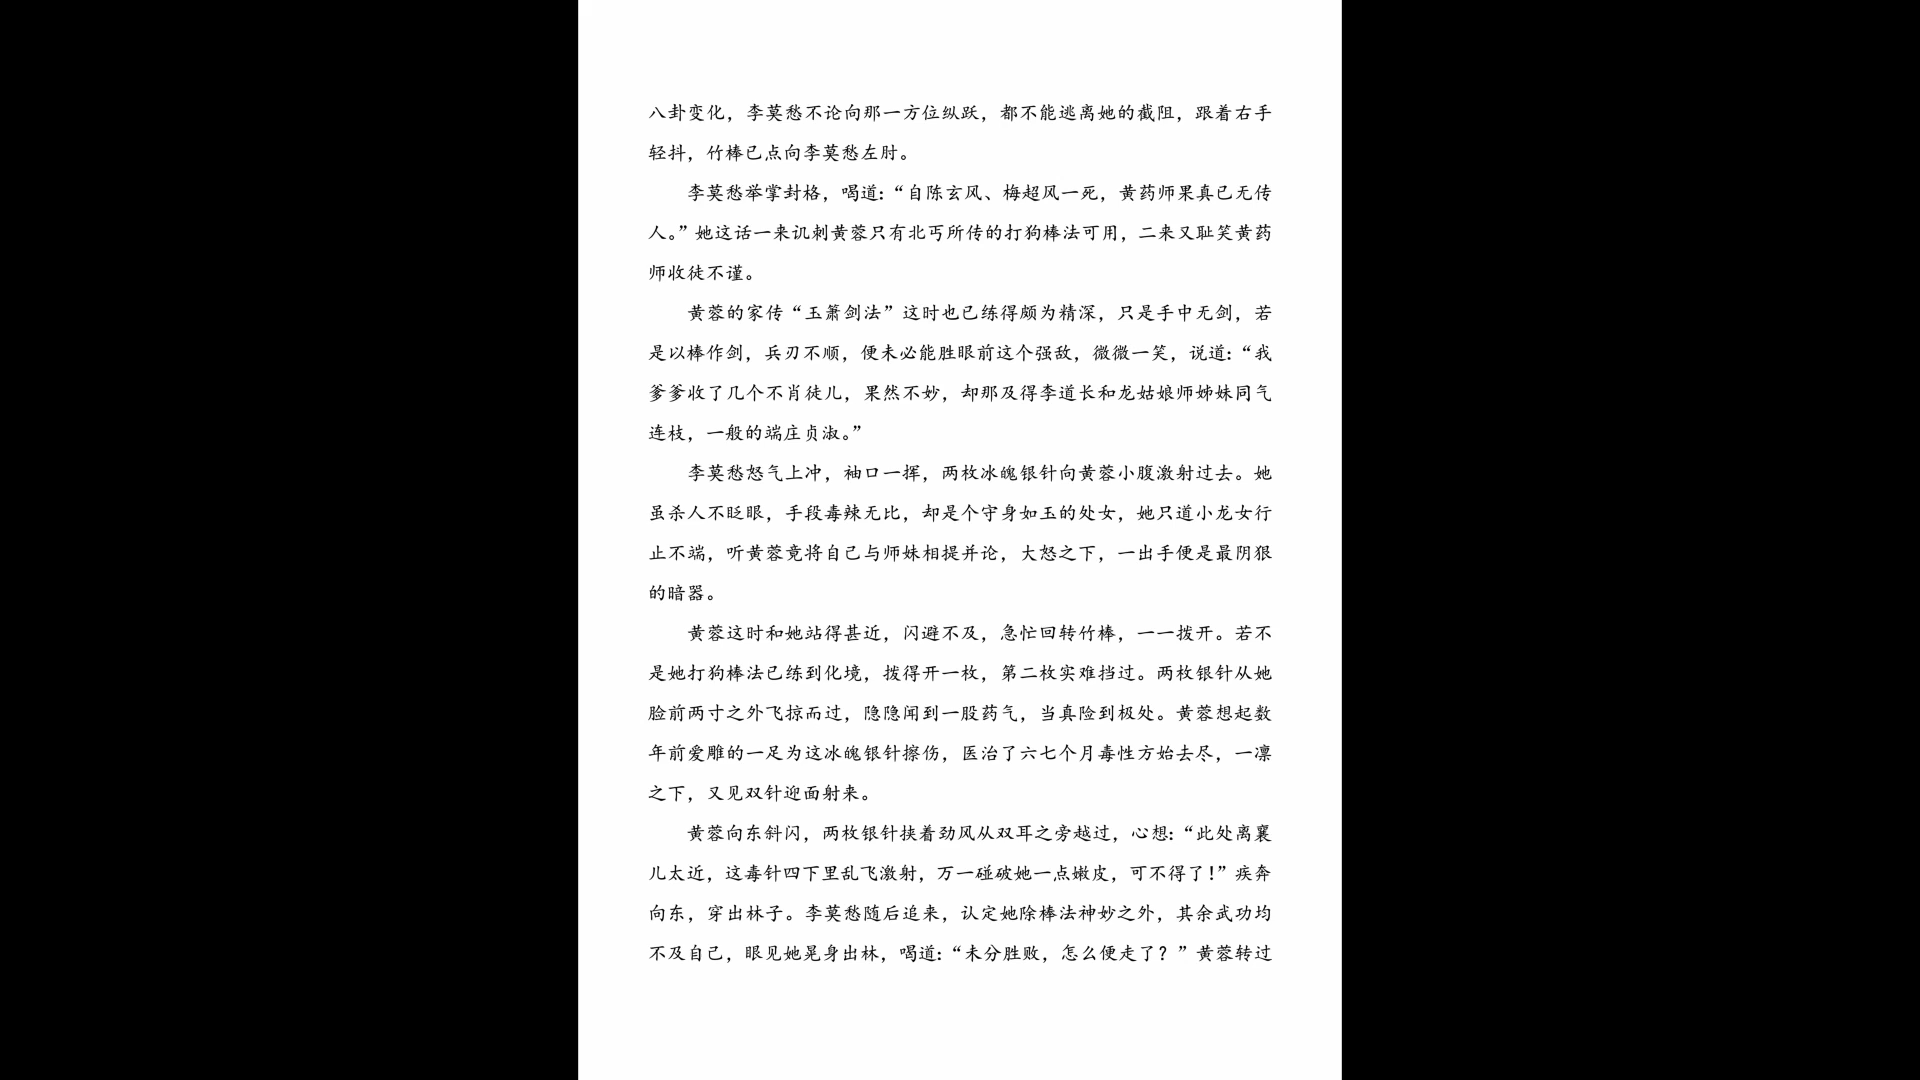 八卦变化，李莫愁不论向那一方位纵跃，都不能逃离她的截阻，跟着右手
轻抖，竹棒已点向李莫愁左肘。
李莫愁举掌封格，喝道：“自陈玄风、梅超风一死，黄药师果真已无传
人。”她这话一来讥刺黄蓉只有北丐所传的打狗棒法可用，二来又耻笑黄药
师收徒不谨。
黄蓉的家传“玉箫剑法”这时也已练得颇为精深，只是手中无剑，若
是以棒作剑，兵刃不顺，便未必能胜眼前这个强敌，微微一笑，说道：“我
爹爹收了几个不肖徒儿，果然不妙，却那及得李道长和龙姑娘师姊妹同气
连枝，一般的端庄贞淑。”
李莫愁怒气上冲，袖口一挥，两枚冰魄银针向黄蓉小腹激射过去。她
虽杀人不眨眼，手段毒辣无比，却是个守身如玉的处女，她只道小龙女行
止不端，听黄蓉竟将自己与师妹相提并论，大怒之下，一出手便是最阴狠
的暗器。
黄蓉这时和她站得甚近，闪避不及，急忙回转竹棒，一一拨开。若不
是她打狗棒法已练到化境，拨得开一枚，第二枚实难挡过。两枚银针从她
脸前两寸之外飞掠而过，隐隐闻到一股药气，当真险到极处。黄蓉想起数
年前爱雕的一足为这冰魄银针擦伤，医治了六七个月毒性方始去尽，一凛
之下，又见双针迎面射来。
黄蓉向东斜闪，两枚银针挟着劲风从双耳之旁越过，心想：“此处离襄
儿太近，这毒针四下里乱飞激射，万一碰破她一点嫩皮，可不得了！”疾奔
向东，穿出林子。李莫愁随后追来，认定她除棒法神妙之外，其余武功均
不及自己，眼见她晃身出林，喝道：“未分胜败，怎么便走了？”黄蓉转过